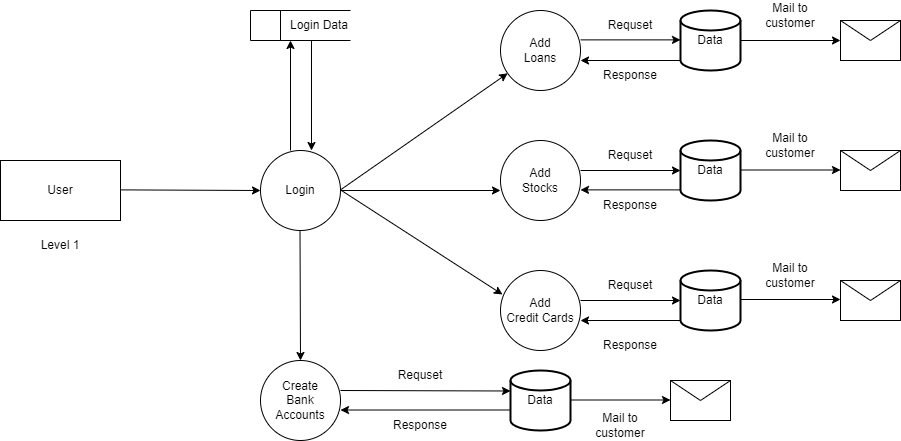 Login Data
Mail to
customer
Requset
Add
Loans
Data
Response
Mail to
customer
Requset
Add
Stocks
Data
User
Login
Response
Level 1
Mail to
customer
Requset
Add
Credit Cards
Data
Response
Requset
Create
Bank
Accounts
Data
Response
Mail to
customer